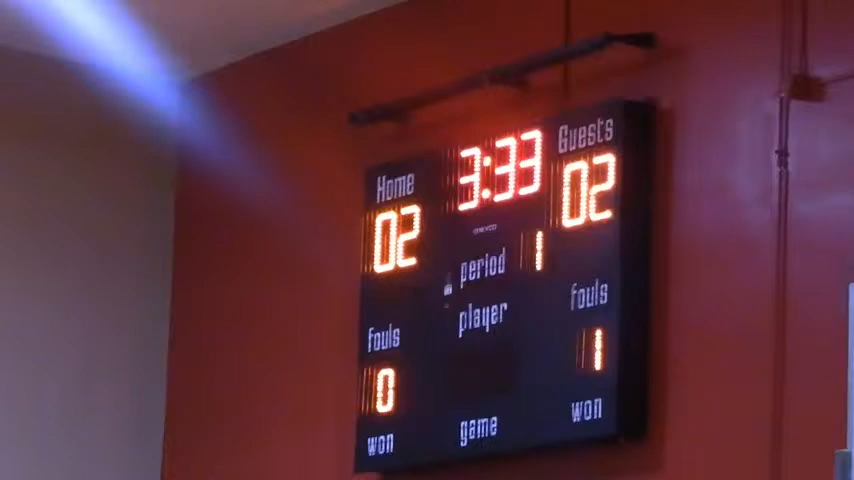 Home 3:33 Guests
02 02
period 1
player
fouls fouls
0 1
won game won